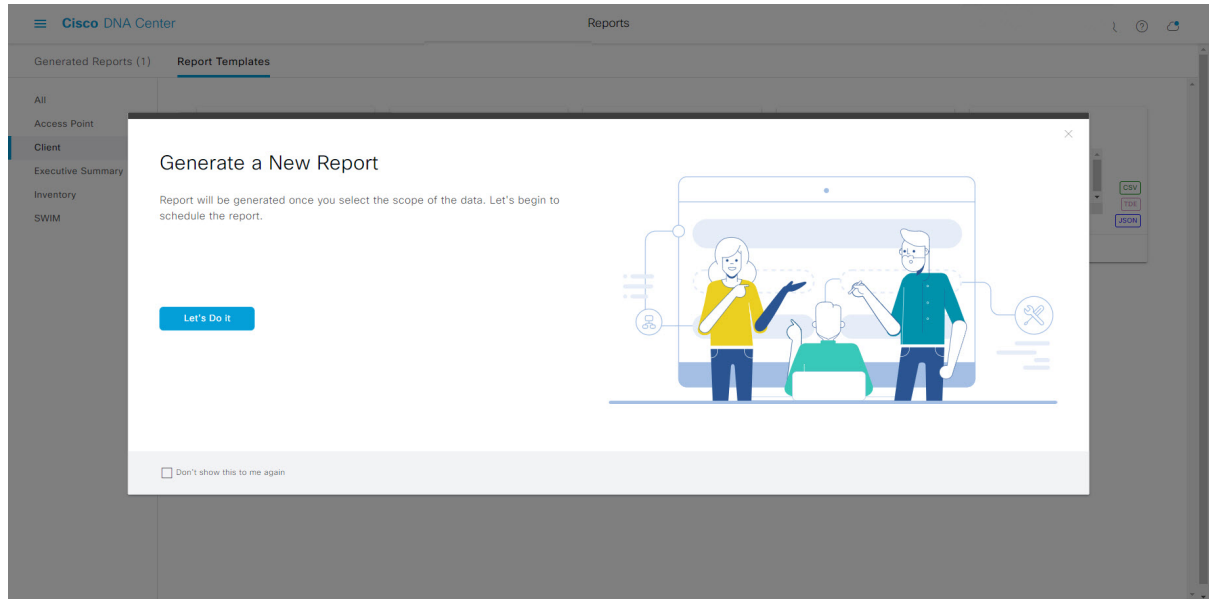 Cisco DNA Center
Reports
Generated Reports (1)
Report Templates
All
Access Point
Client
Executive Summary
Inventory
SWIM
Generate a New Report
Report will be generated once you select the scope of the data. Let's begin to
schedule the report.
Let's Do it
Don't show this to me again
CSV
TDE
JSON